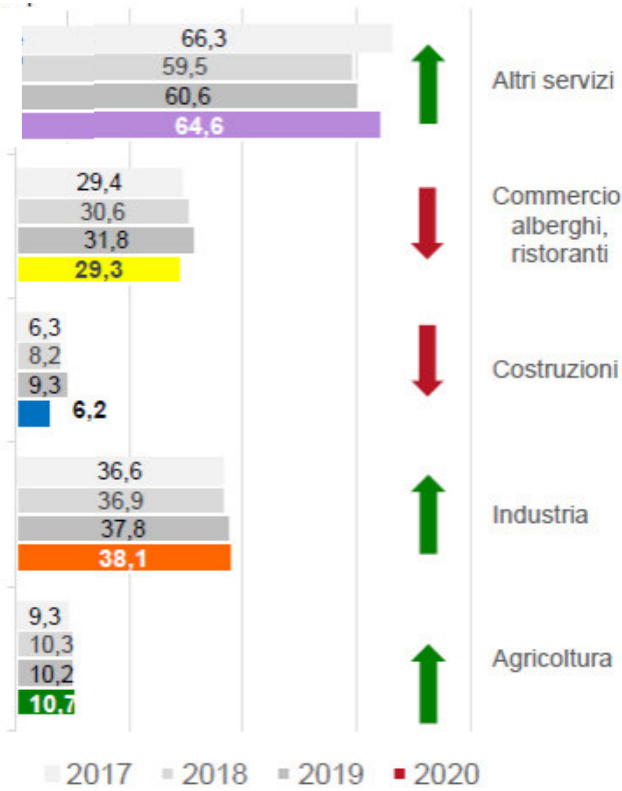 66,3
59,5
60,6
64,6
Altri servizi
29,4
30,6
31,8
29,3
Commercio
alberghi,
ristoranti
6,3
8,2
9,3
6,2
Costruzioni
36,6
36,9
37,8
38,1
Industria
9,3
10,3
10,2
10,7
Agricoltura
2017 2018 2019 2020